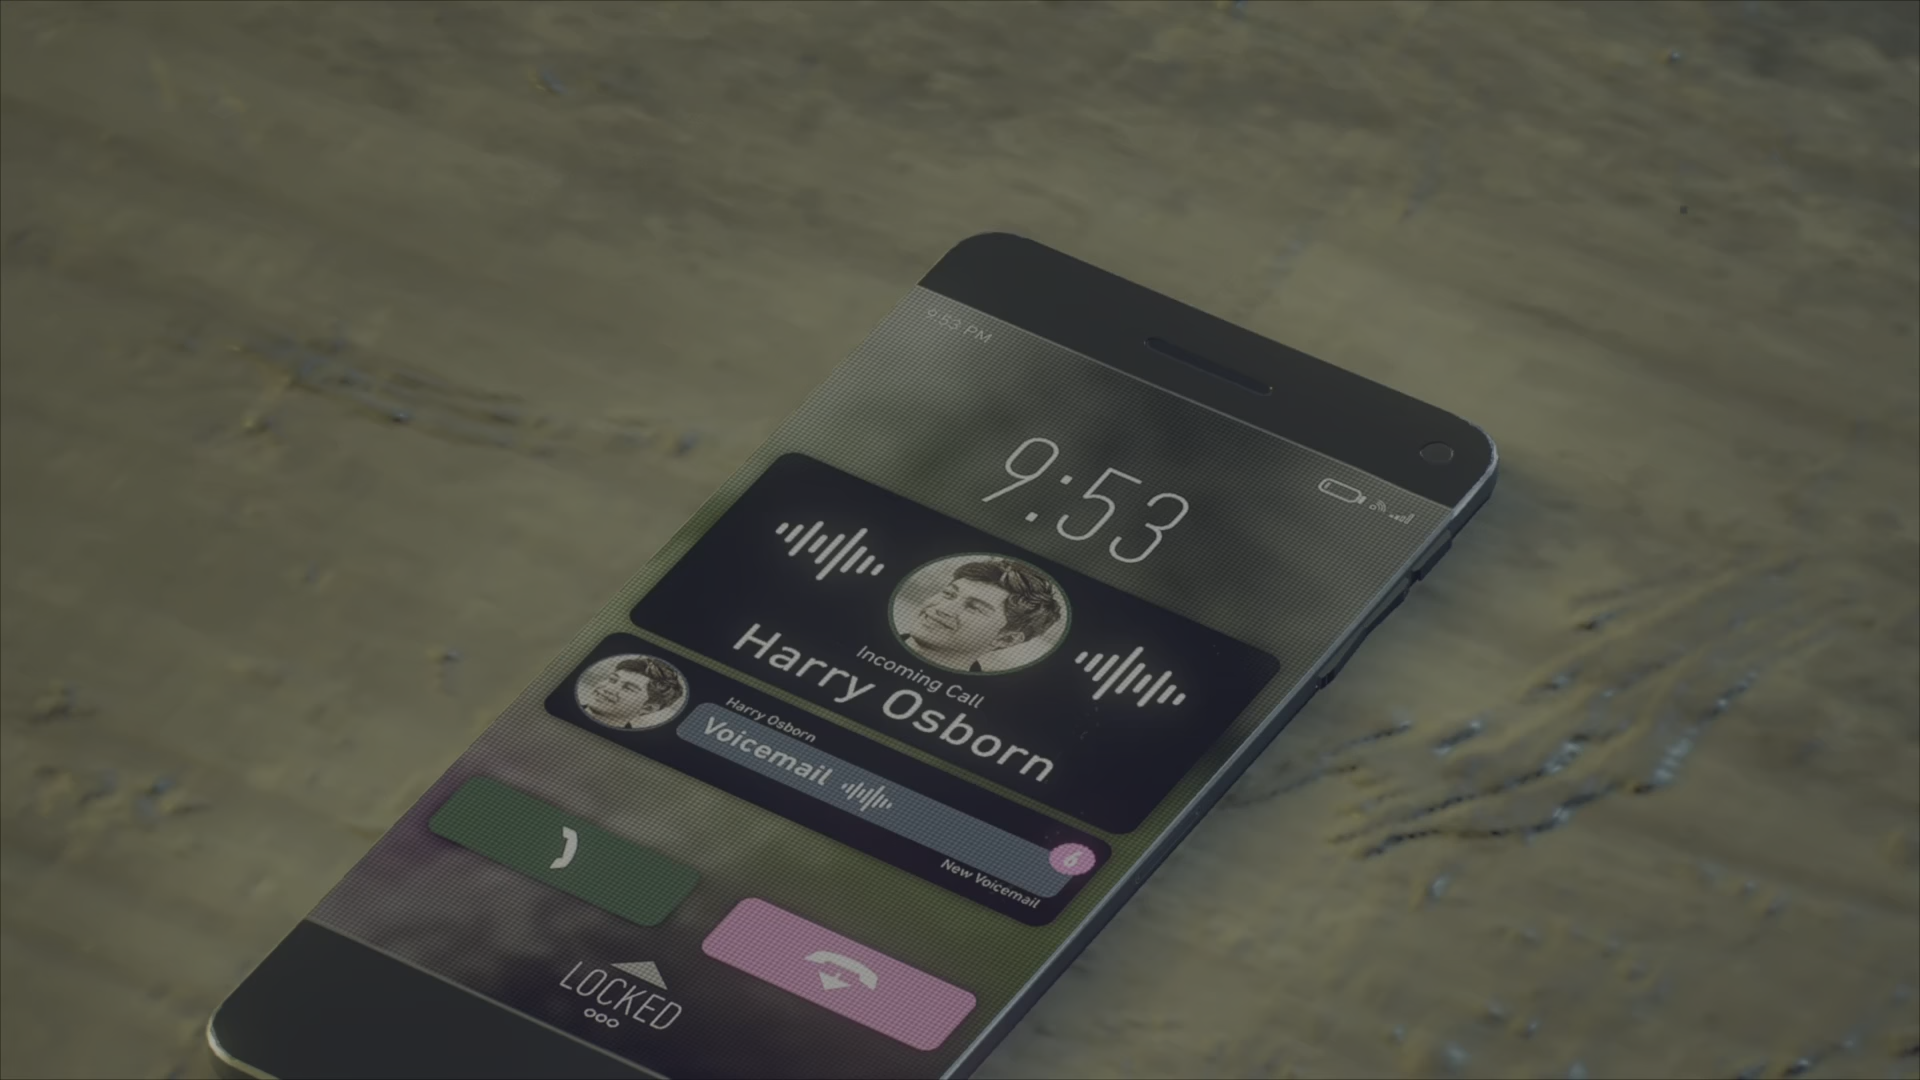 9:53 PM
9:53
Incoming Call
Harry Osborn
Harry Osborn
Voicemail
6
New Voicemail
LOCKED